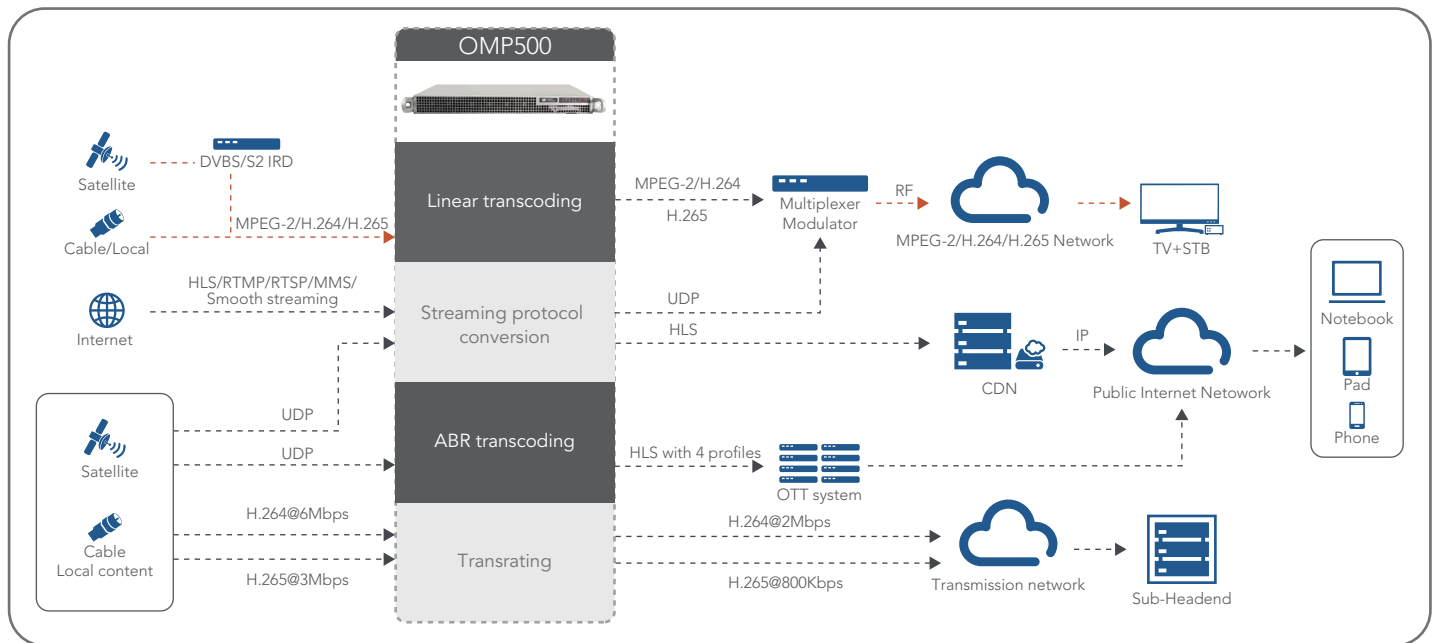 OMP500
Satellite
DVBS/S2 IRD
Cable/Local
MPEG-2/H.264/H.265
Linear transcoding
MPEG-2/H.264
H.265
Multiplexer
Modulator
RF
MPEG-2/H.264/H.265 Network
TV+STB
HLS/RTMP/RTSP/MMS/
Smooth streaming
Internet
Streaming protocol
conversion
UDP
HLS
CDN
IP
Public Internet Netowork
Notebook
Pad
Phone
UDP
Satellite
UDP
ABR transcoding
HLS with 4 profiles
OTT system
Cable
Local content
H.264@6Mbps
H.265@3Mbps
Transrating
H.264@2Mbps
H.265@800Kbps
Transmission network
Sub-Headend